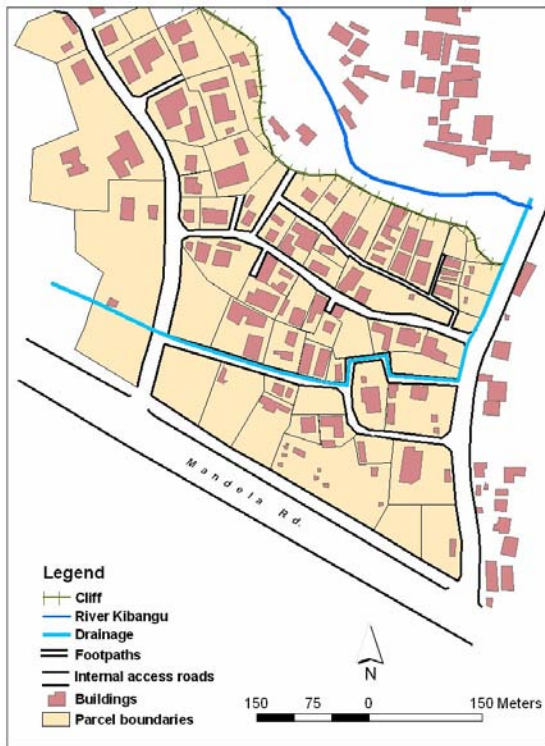 Mandela Rd.
Legend
Cliff
River Kibangu
Drainage
Footpaths
Internal access roads
Buildings
Parcel boundaries
N
150 75 0 150 Meters